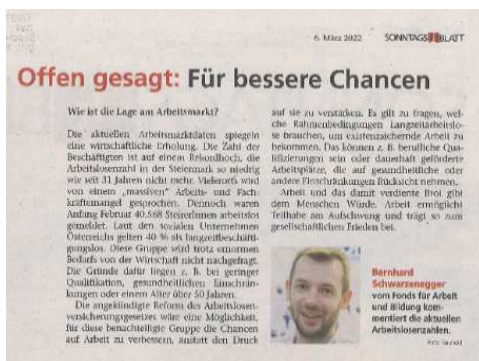 6. März 2022 SONNTAGSBLATT
Offen gesagt: Für bessere Chancen
Wie ist die Lage am Arbeitsmarkt?
Die aktuellen Arbeitsmarktdaten spiegeln
eine wirtschaftliche Erholung. Die Zahl der
Beschäftigten ist auf einem Rekordhoch, die
Arbeitslosenzahl in der Steiermark so niedrig
wie seit 31 Jahren nicht mehr. Vielerorts wird
von einem „massiven“ Arbeits- und Fach-
kräftemangel gesprochen. Dennoch waren
Anfang Februar 40.568 SteirerInnen arbeitslos
gemeldet. Laut den sozialen Unternehmen
Österreichs gelten 40 % als langzeitbeschäfti-
gungslos. Diese Gruppe wird trotz enormen
Bedarfs von der Wirtschaft nicht nachgefragt.
Die Gründe dafür liegen z. B. bei geringer
Qualifikation, gesundheitlichen Einschrän-
kungen oder einem Alter über 50 Jahren.
Die angekündigte Reform des Arbeitslosen-
versicherungsgesetzes wäre eine Möglichkeit,
für diese benachteiligte Gruppe die Chancen
auf Arbeit zu verbessern, anstatt den Druck
auf sie zu verstärken. Es gilt zu fragen, wel-
che Rahmenbedingungen Langzeitarbeitslo-
se brauchen, um existenzsichernde Arbeit zu
bekommen. Das können z. B. berufliche Qua-
lifizierungen sein oder dauerhaft geförderte
Arbeitsplätze, die auf gesundheitliche oder
andere Einschränkungen Rücksicht nehmen.
Arbeit und das damit verdiente Brot gibt
dem Menschen Würde. Arbeit ermöglicht
Teilhabe am Aufschwung und trägt so zum
gesellschaftlichen Frieden bei.
Bernhard
Schwarzenegger
vom Fonds für Arbeit
und Bildung kom-
mentiert die aktuellen
Arbeitslosenzahlen.